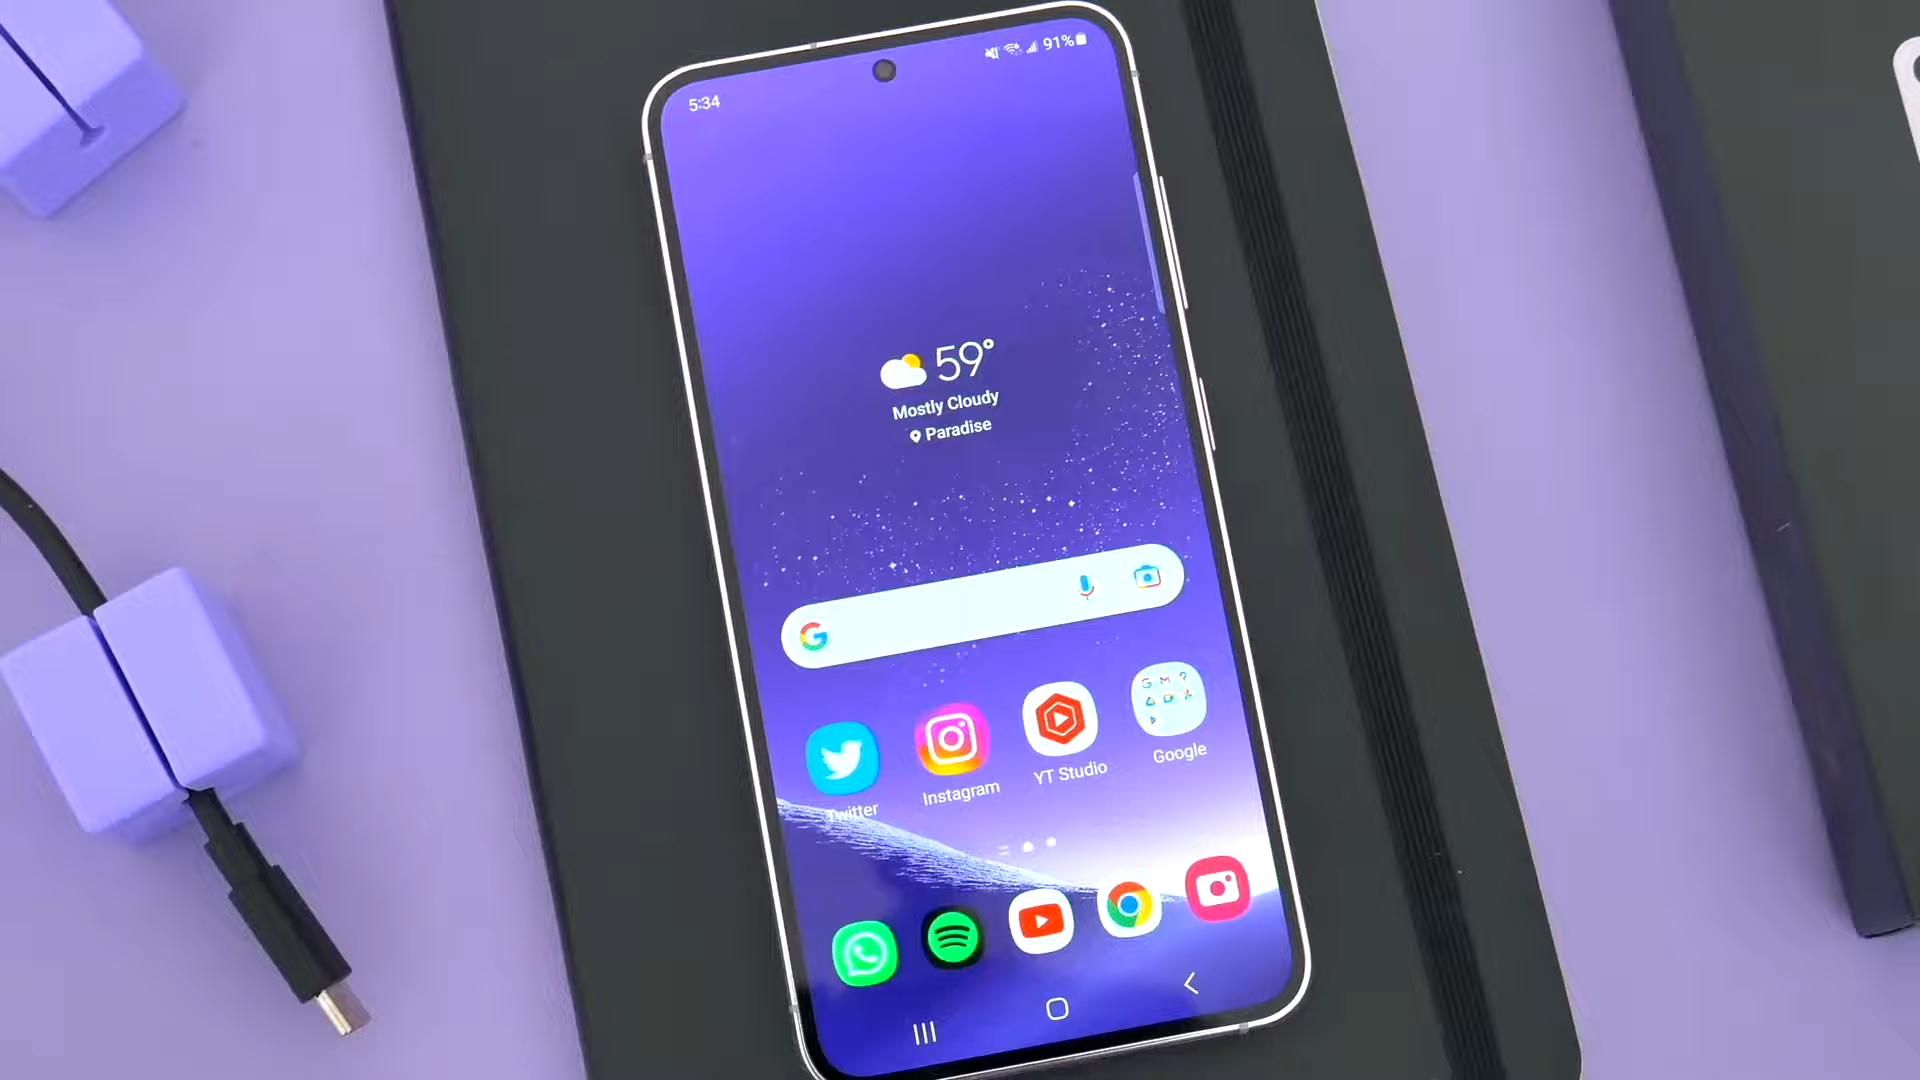 5:34
91%
59°
Mostly Cloudy
Paradise
Twitter
Instagram
YT Studio
Google